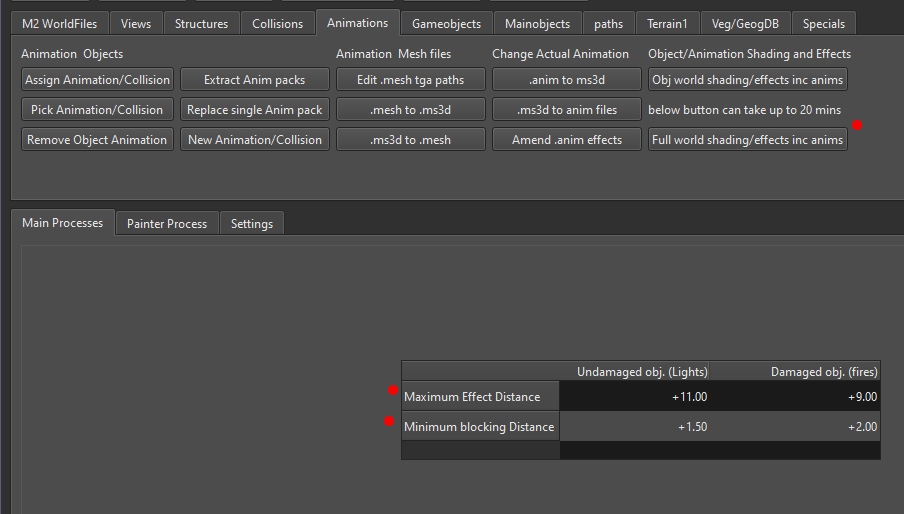 M2 WorldFiles Views Structures Collisions Animations Gameobjects Mainobjects paths Terrain1 Veg/GeogDB Specials
Animation Objects Animation Mesh files Change Actual Animation Object/Animation Shading and Effects
Assign Animation/Collision Extract Anim packs Edit .mesh tga paths .anim to ms3d Obj world shading/effects inc anims
Pick Animation/Collision Replace single Anim pack .mesh to .ms3d .ms3d to anim files below button can take up to 20 mins
Remove Object Animation New Animation/Collision .ms3d to .mesh Amend .anim effects Full world shading/effects inc anims
Main Processes Painter Process Settings
Undamaged obj. (Lights) Damaged obj. (fires)
Maximum Effect Distance +11.00 +9.00
Minimum blocking Distance +1.50 +2.00